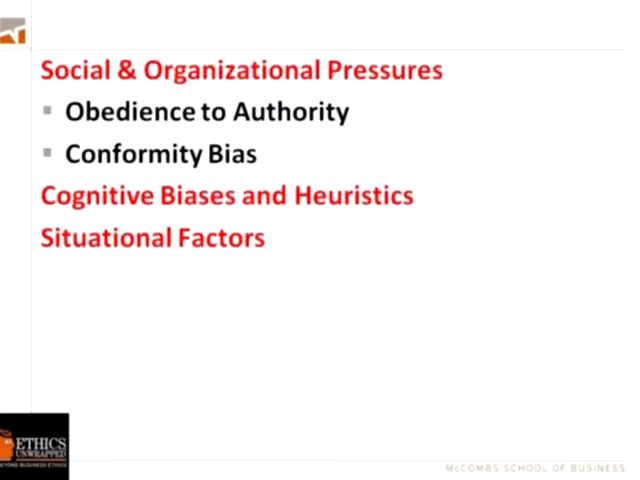 Social & Organizational Pressures
Obedience to Authority
Conformity Bias
Cognitive Biases and Heuristics
Situational Factors
ETHICS
UNWRAPPED
BEYOND BUSINESS ETHICS
McCOMBS SCHOOL OF BUSINESS